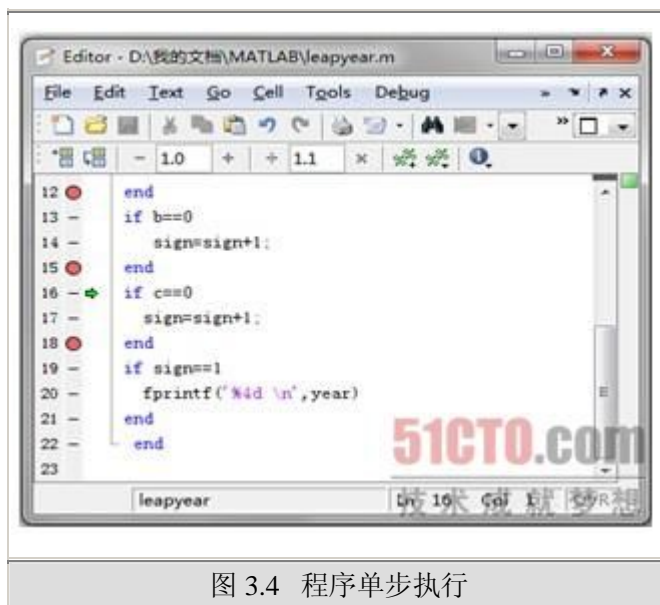 Editor - D:\我的文档\MATLAB\leapyear.m
File Edit Text Go Cell Tools Debug
- 1.0 + ÷ 1.1 ×
12 end
13 - if b==0
14 - sign=sign+1;
15 end
16 - if c==0
17 - sign=sign+1;
18 end
19 - if sign==1
20 - fprintf('%4d \n',year)
21 - end
22 - end
23
51CTO.com
技术成就梦想
leapyear Ln 16 Col 1 OVR
图 3.4 程序单步执行